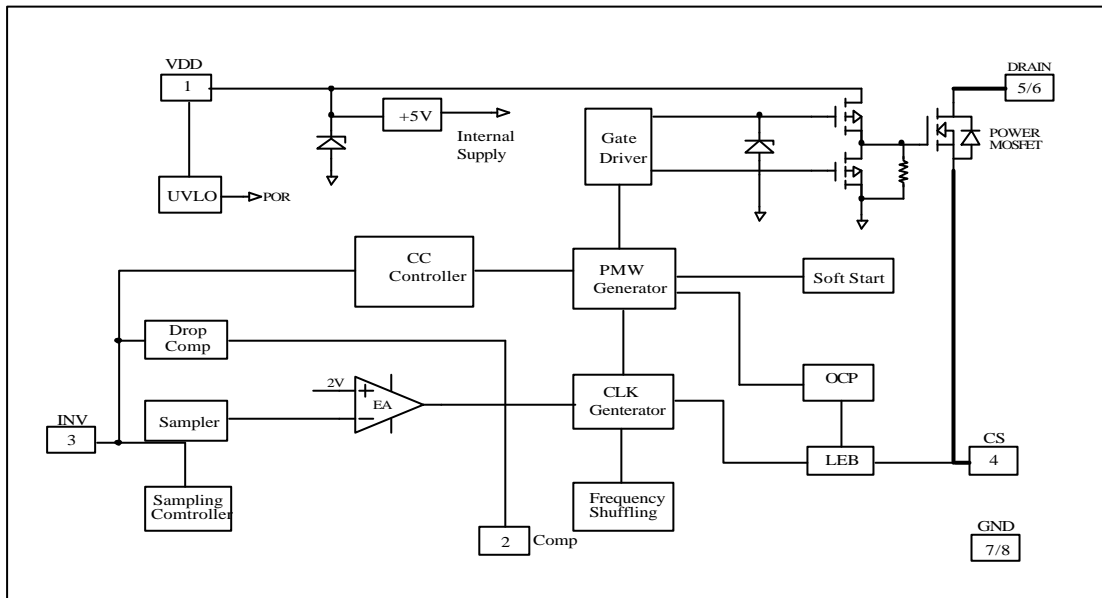 VDD
1
DRAIN
5/6
+5V
Internal
Supply
Gate
Driver
POWER
MOSFET
UVLO
POR
CC
Controller
PMW
Generator
Soft Start
Drop
Comp
2V
+
EA
−
CLK
Genterator
OCP
INV
3
Sampler
CS
4
LEB
Sampling
Comtroller
Frequency
Shuffling
2
Comp
GND
7/8